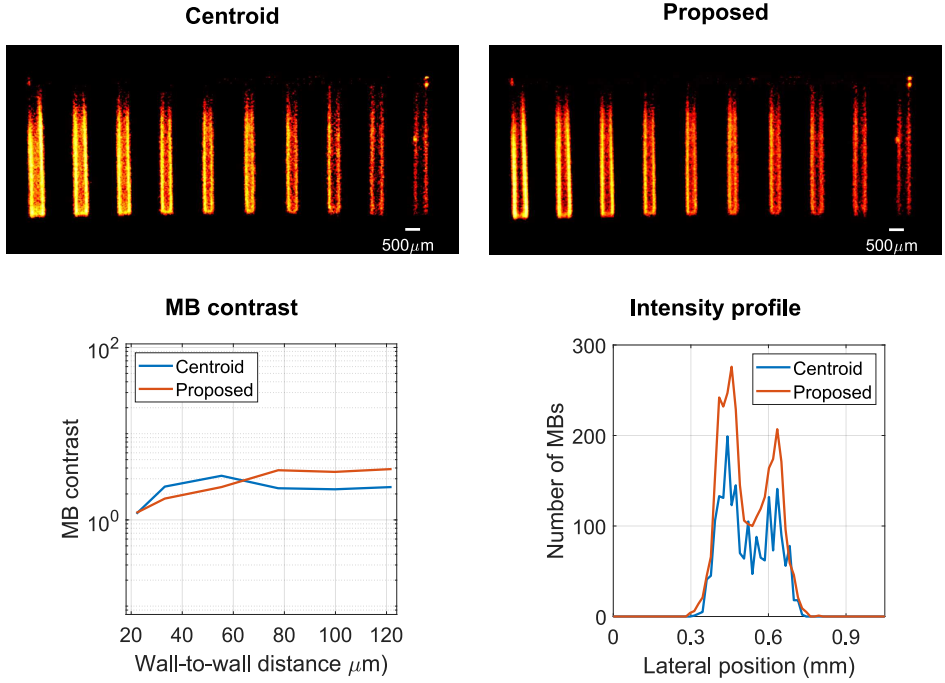 Centroid
Proposed
500μm
500μm
MB contrast
Intensity profile
10²
10⁰
MB contrast
Centroid
Proposed
20 40 60 80 100 120
Wall-to-wall distance μm)
300
200
100
0
Number of MBs
Centroid
Proposed
0 0.3 0.6 0.9
Lateral position (mm)